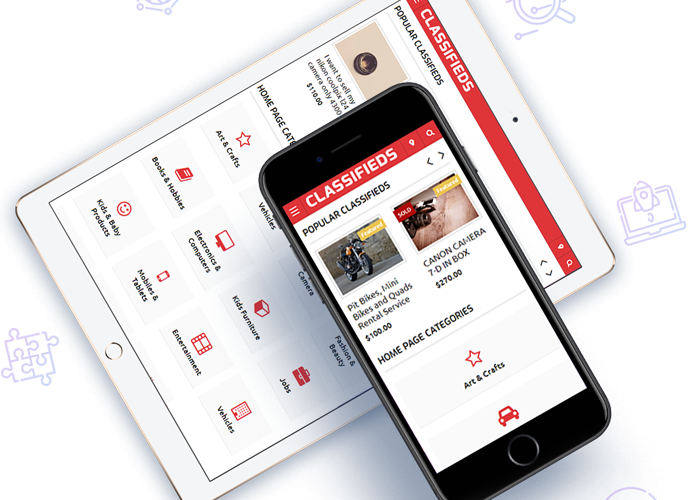 CLASSIFIEDS
POPULAR CLASSIFIEDS
I want to sell my
nikon coolpix l24
camera only 4300
$110.00
HOME PAGE CATE
Art & Crafts
Books & Hobbies
Kids & Baby
Products
Vehicles
Electronics &
Computers
Mobiles &
Tablets
Camera
Kids Furniture
Entertainment
Fashion &
Beauty
Jobs
Vehicles
CLASSIFIEDS
POPULAR CLASSIFIEDS
Featured
SOLD
Featured
Pit Bikes, Mini
Bikes and Quads
Rental Service
$100.00
CANON CAMERA
7-D IN BOX
$270.00
HOME PAGE CATEGORIES
Art & Crafts